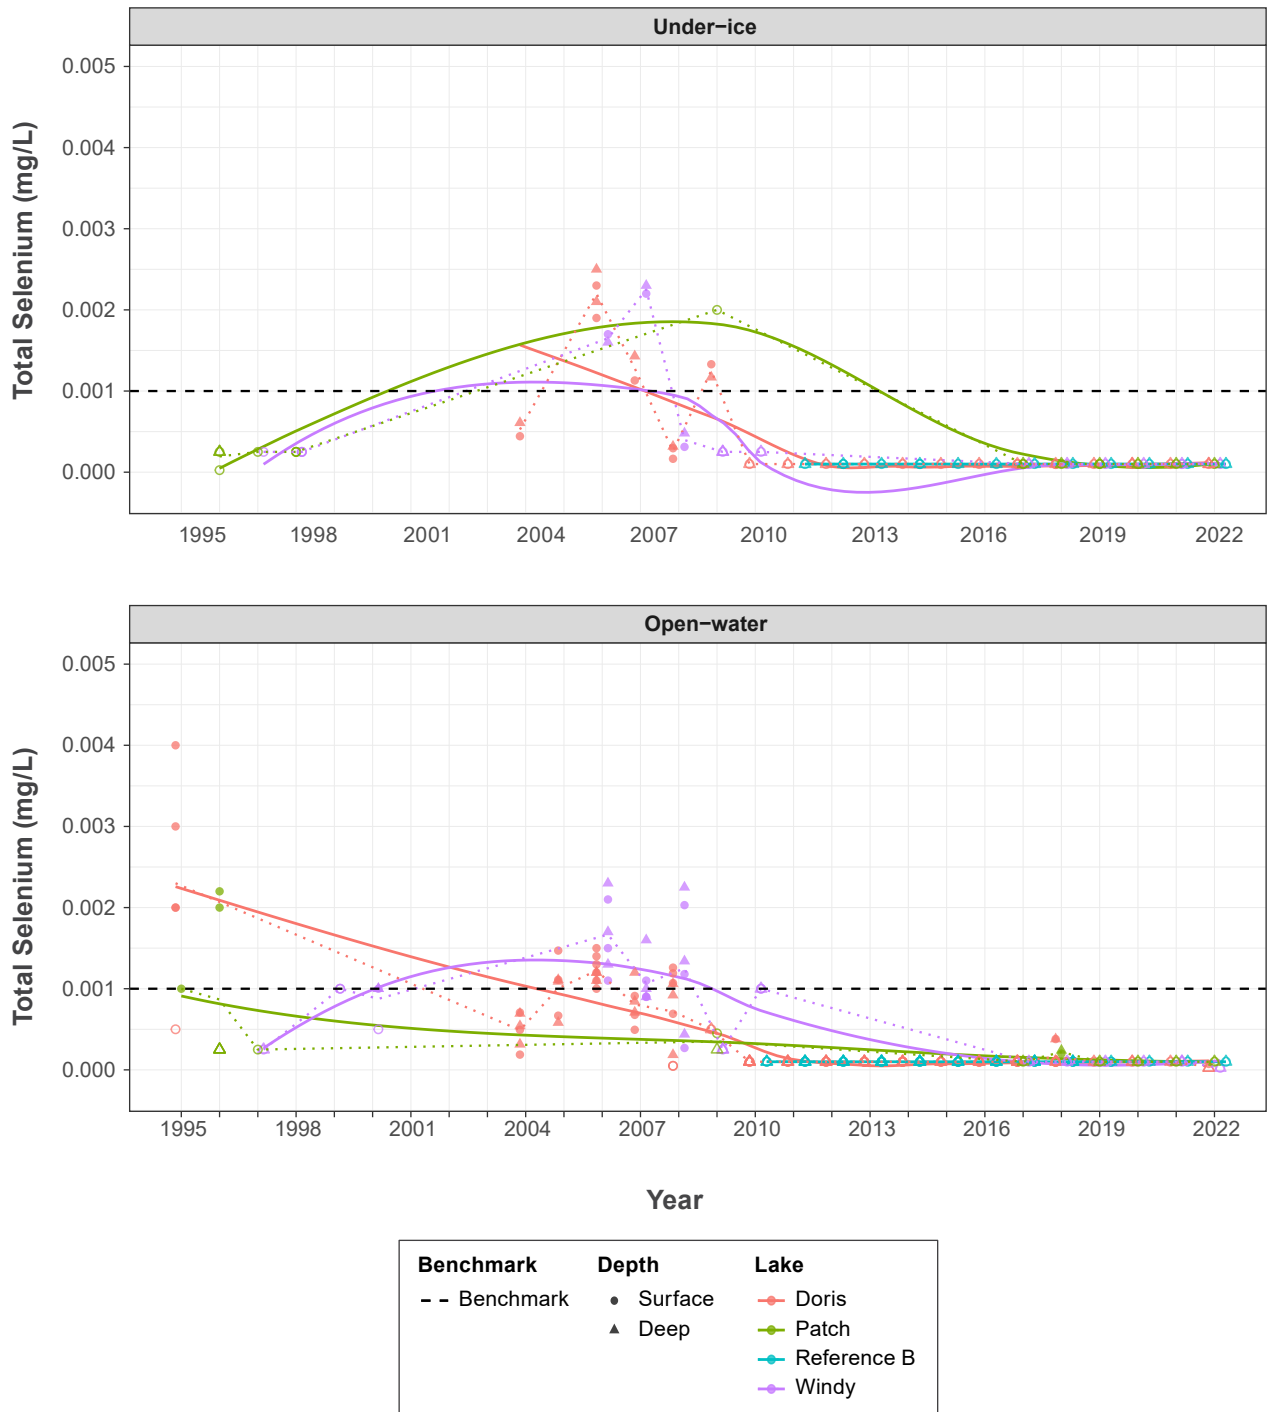 Under−ice
Total Selenium (mg/L)
0.005
0.004
0.003
0.002
0.001
0.000
1995 1998 2001 2004 2007 2010 2013 2016 2019 2022
Open−water
Total Selenium (mg/L)
0.005
0.004
0.003
0.002
0.001
0.000
1995 1998 2001 2004 2007 2010 2013 2016 2019 2022
Year
Benchmark Depth Lake
Benchmark Surface Doris
Deep Patch
Reference B
Windy